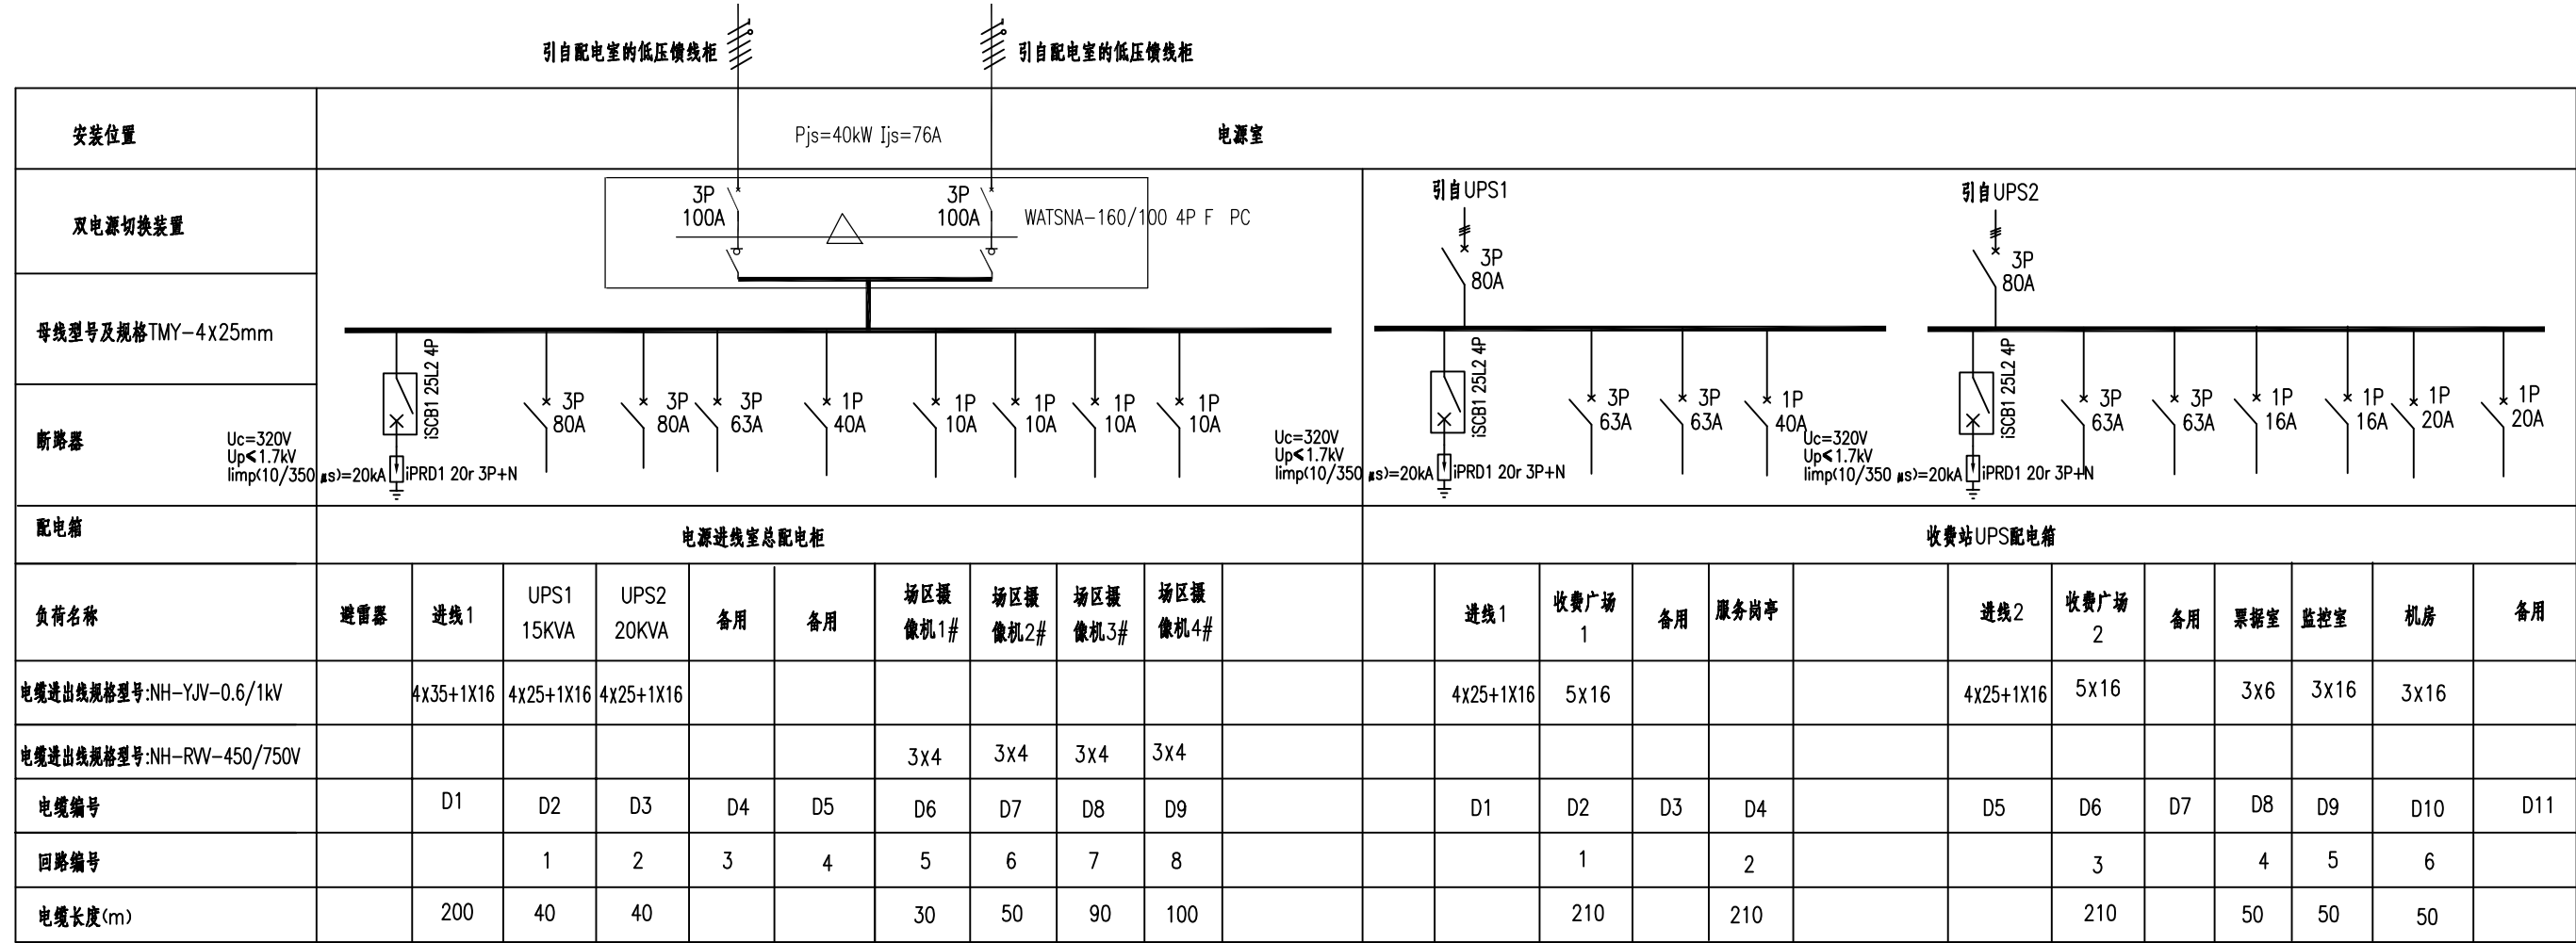 引自配电室的低压馈线柜
引自配电室的低压馈线柜
安装位置
Pjs=40kW Ijs=76A
电源室
双电源切换装置
3P
100A
3P
100A
WATSNA-160/100 4P F PC
引自UPS1
3P
80A
引自UPS2
3P
80A
母线型号及规格TMY-4X25mm
断路器
Uc=320V
Up≤1.7kV
Iimp(10/350 μs)=20kA
iSCB1 25L2 4P
iPRD1 20r 3P+N
3P
80A
3P
80A
3P
63A
1P
40A
1P
10A
1P
10A
1P
10A
1P
10A
Uc=320V
Up≤1.7kV
Iimp(10/350 μs)=20kA
iSCB1 25L2 4P
iPRD1 20r 3P+N
3P
63A
3P
63A
1P
40A
Uc=320V
Up≤1.7kV
Iimp(10/350 μs)=20kA
iSCB1 25L2 4P
iPRD1 20r 3P+N
3P
63A
3P
63A
1P
16A
1P
16A
1P
20A
1P
20A
配电箱
电源进线室总配电柜
收费站UPS配电箱
负荷名称
避雷器
进线1
UPS1
15KVA
UPS2
20KVA
备用
备用
场区摄
像机1#
场区摄
像机2#
场区摄
像机3#
场区摄
像机4#
进线1
收费广场
1
备用
服务岗亭
进线2
收费广场
2
备用
票据室
监控室
机房
备用
电缆进出线规格型号:NH-YJV-0.6/1kV
4X35+1X16
4X25+1X16
4X25+1X16
4X25+1X16
5x16
4X25+1X16
5x16
3x6
3x16
3x16
电缆进出线规格型号:NH-RVV-450/750V
3x4
3x4
3x4
3x4
电缆编号
D1
D2
D3
D4
D5
D6
D7
D8
D9
D1
D2
D3
D4
D5
D6
D7
D8
D9
D10
D11
回路编号
1
2
3
4
5
6
7
8
1
2
3
4
5
6
电缆长度(m)
200
40
40
30
50
90
100
210
210
210
50
50
50